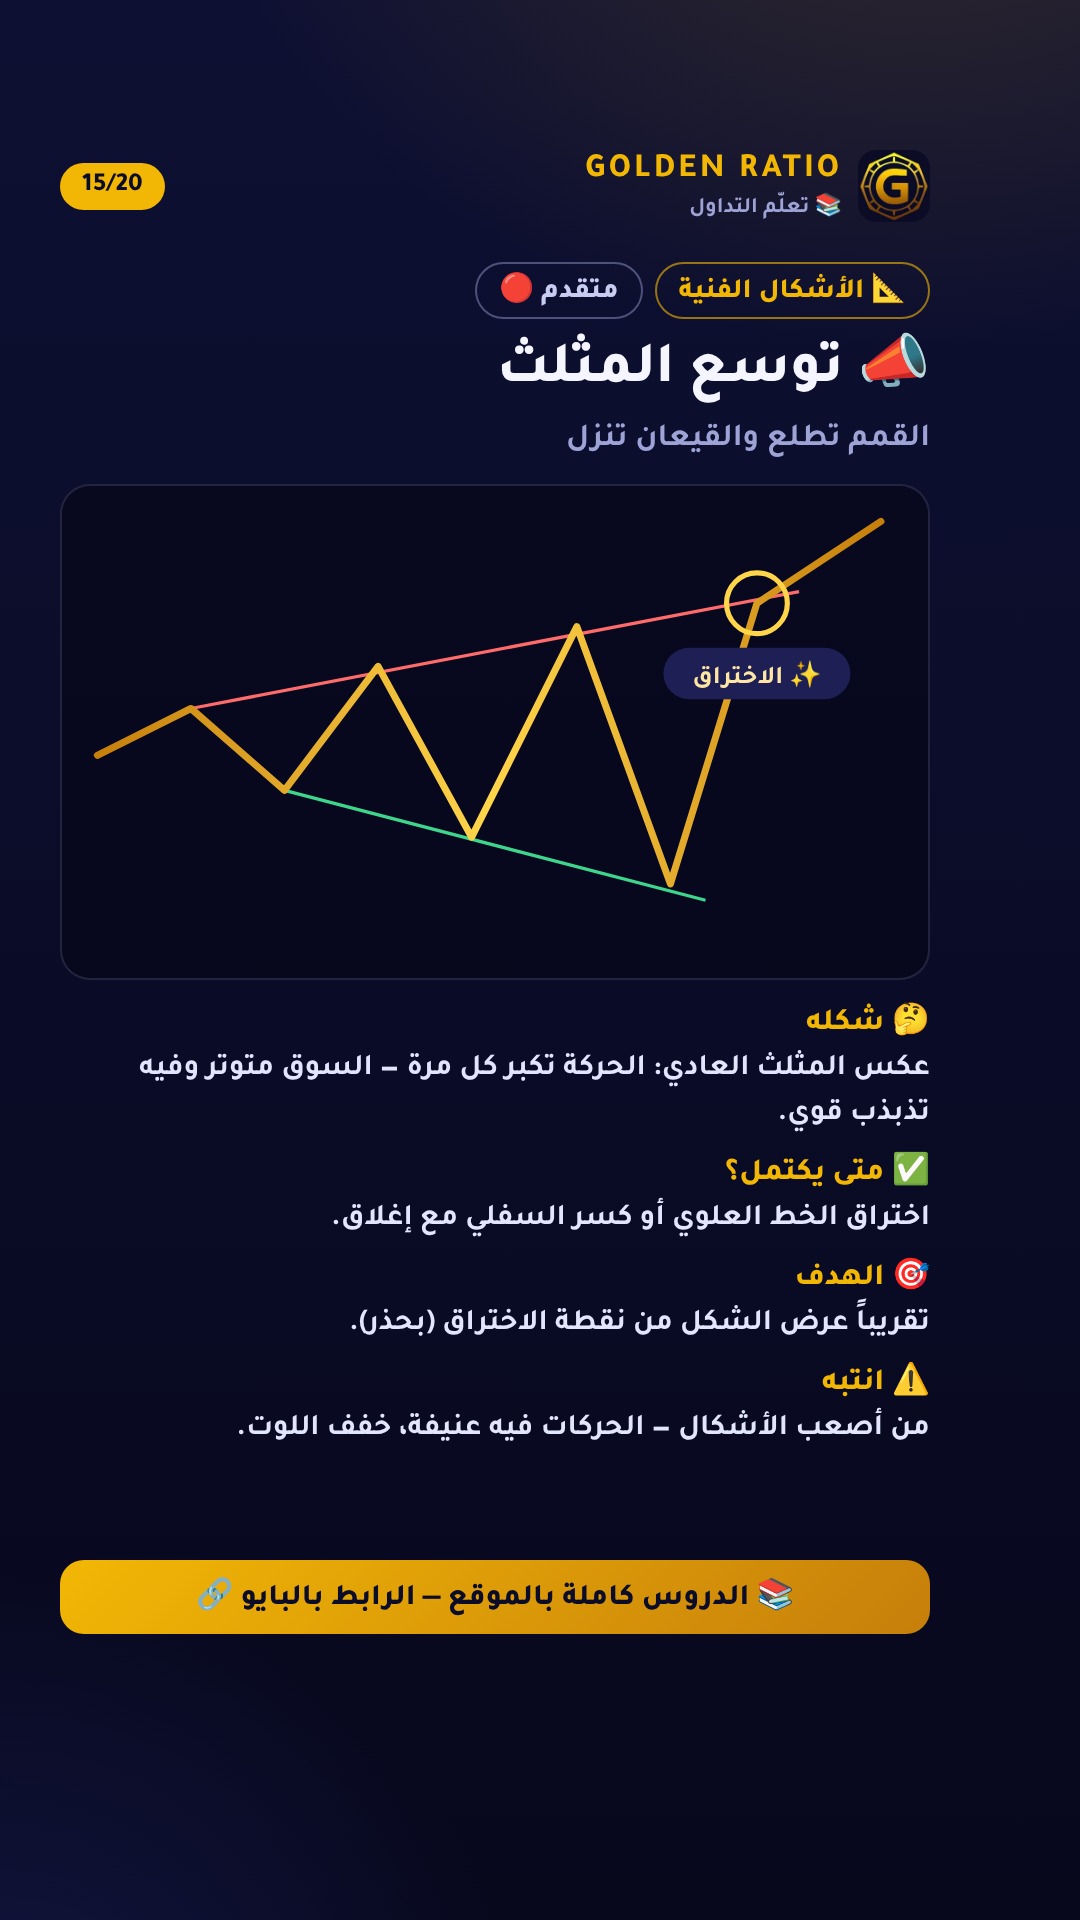 GOLDEN RATIO
📚 تعلّم التداول
15/20
📐 الأشكال الفنية
متقدم 🔴
📣 توسع المثلث
القمم تطلع والقيعان تنزل
✨ الاختراق
🤔 شكله
عكس المثلث العادي: الحركة تكبر كل مرة – السوق متوتر وفيه
تذبذب قوي.
✅ متى يكتمل؟
اختراق الخط العلوي أو كسر السفلي مع إغلاق.
🎯 الهدف
تقريباً عرض الشكل من نقطة الاختراق (بحذر).
⚠️ انتبه
من أصعب الأشكال – الحركات فيه عنيفة، خفف اللوت.
📚 الدروس كاملة بالموقع – الرابط بالبايو 🔗